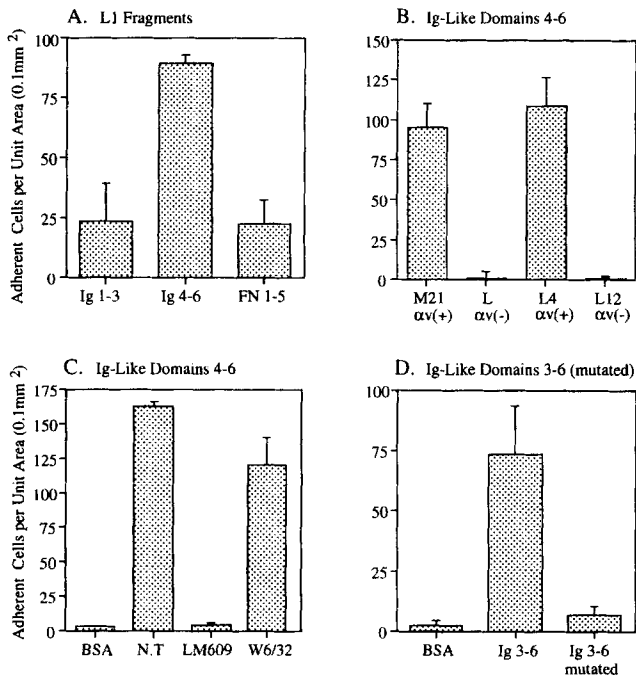 A. L1 Fragments
Adherent Cells per Unit Area (0.1mm 2)
100
75
50
25
0
Ig 1-3 Ig 4-6 FN 1-5
B. Ig-Like Domains 4-6
150
125
100
75
50
25
0
M21 L L4 L12
αv(+) αv(-) αv(+) αv(-)
C. Ig-Like Domains 4-6
Adherent Cells per Unit Area (0.1mm 2)
175
150
125
100
75
50
25
0
BSA N.T LM609 W6/32
D. Ig-Like Domains 3-6 (mutated)
100
75
50
25
0
BSA Ig 3-6 Ig 3-6
mutated